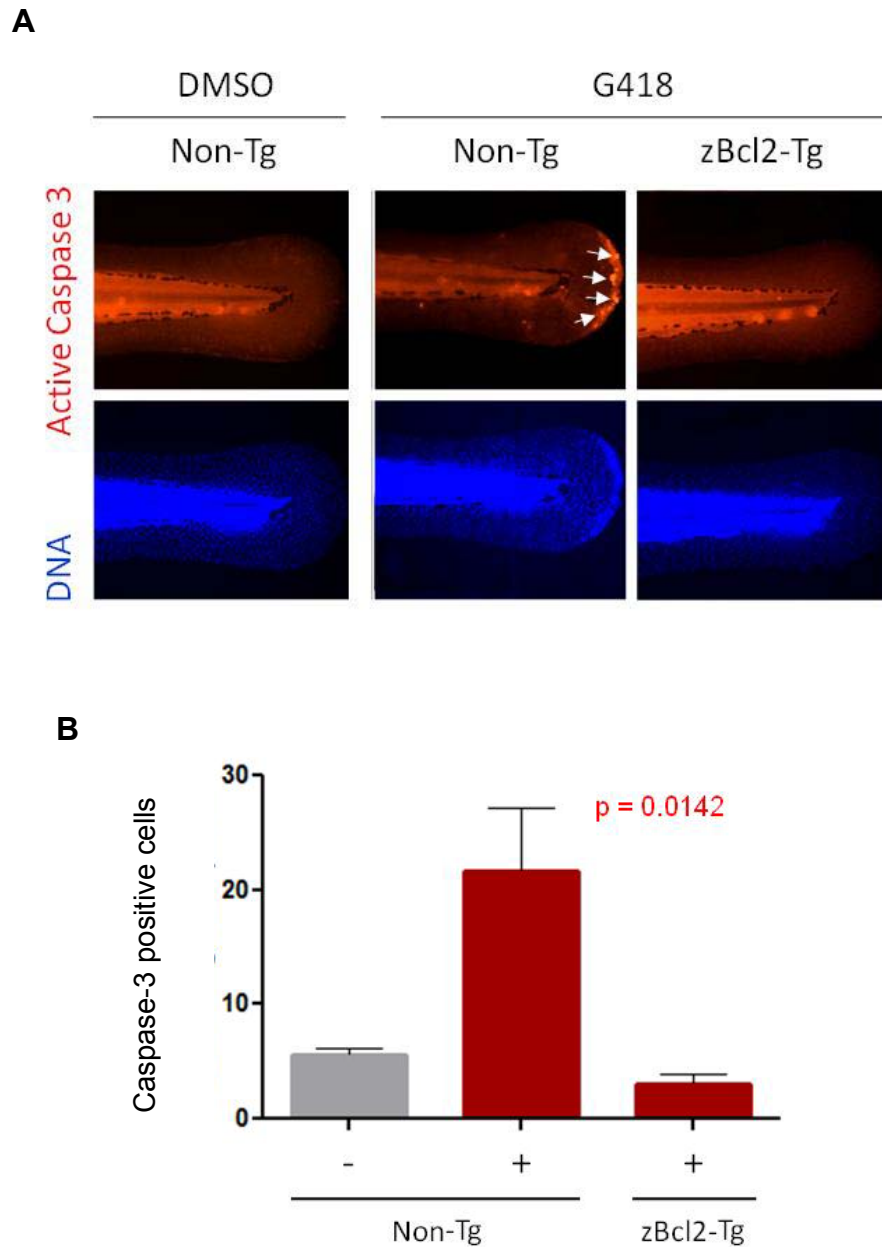 A
DMSO G418
Non-Tg Non-Tg zBcl2-Tg
Active Caspase 3
DNA
B
Caspase-3 positive cells
30
p = 0.0142
20
10
0
- + +
Non-Tg zBcl2-Tg